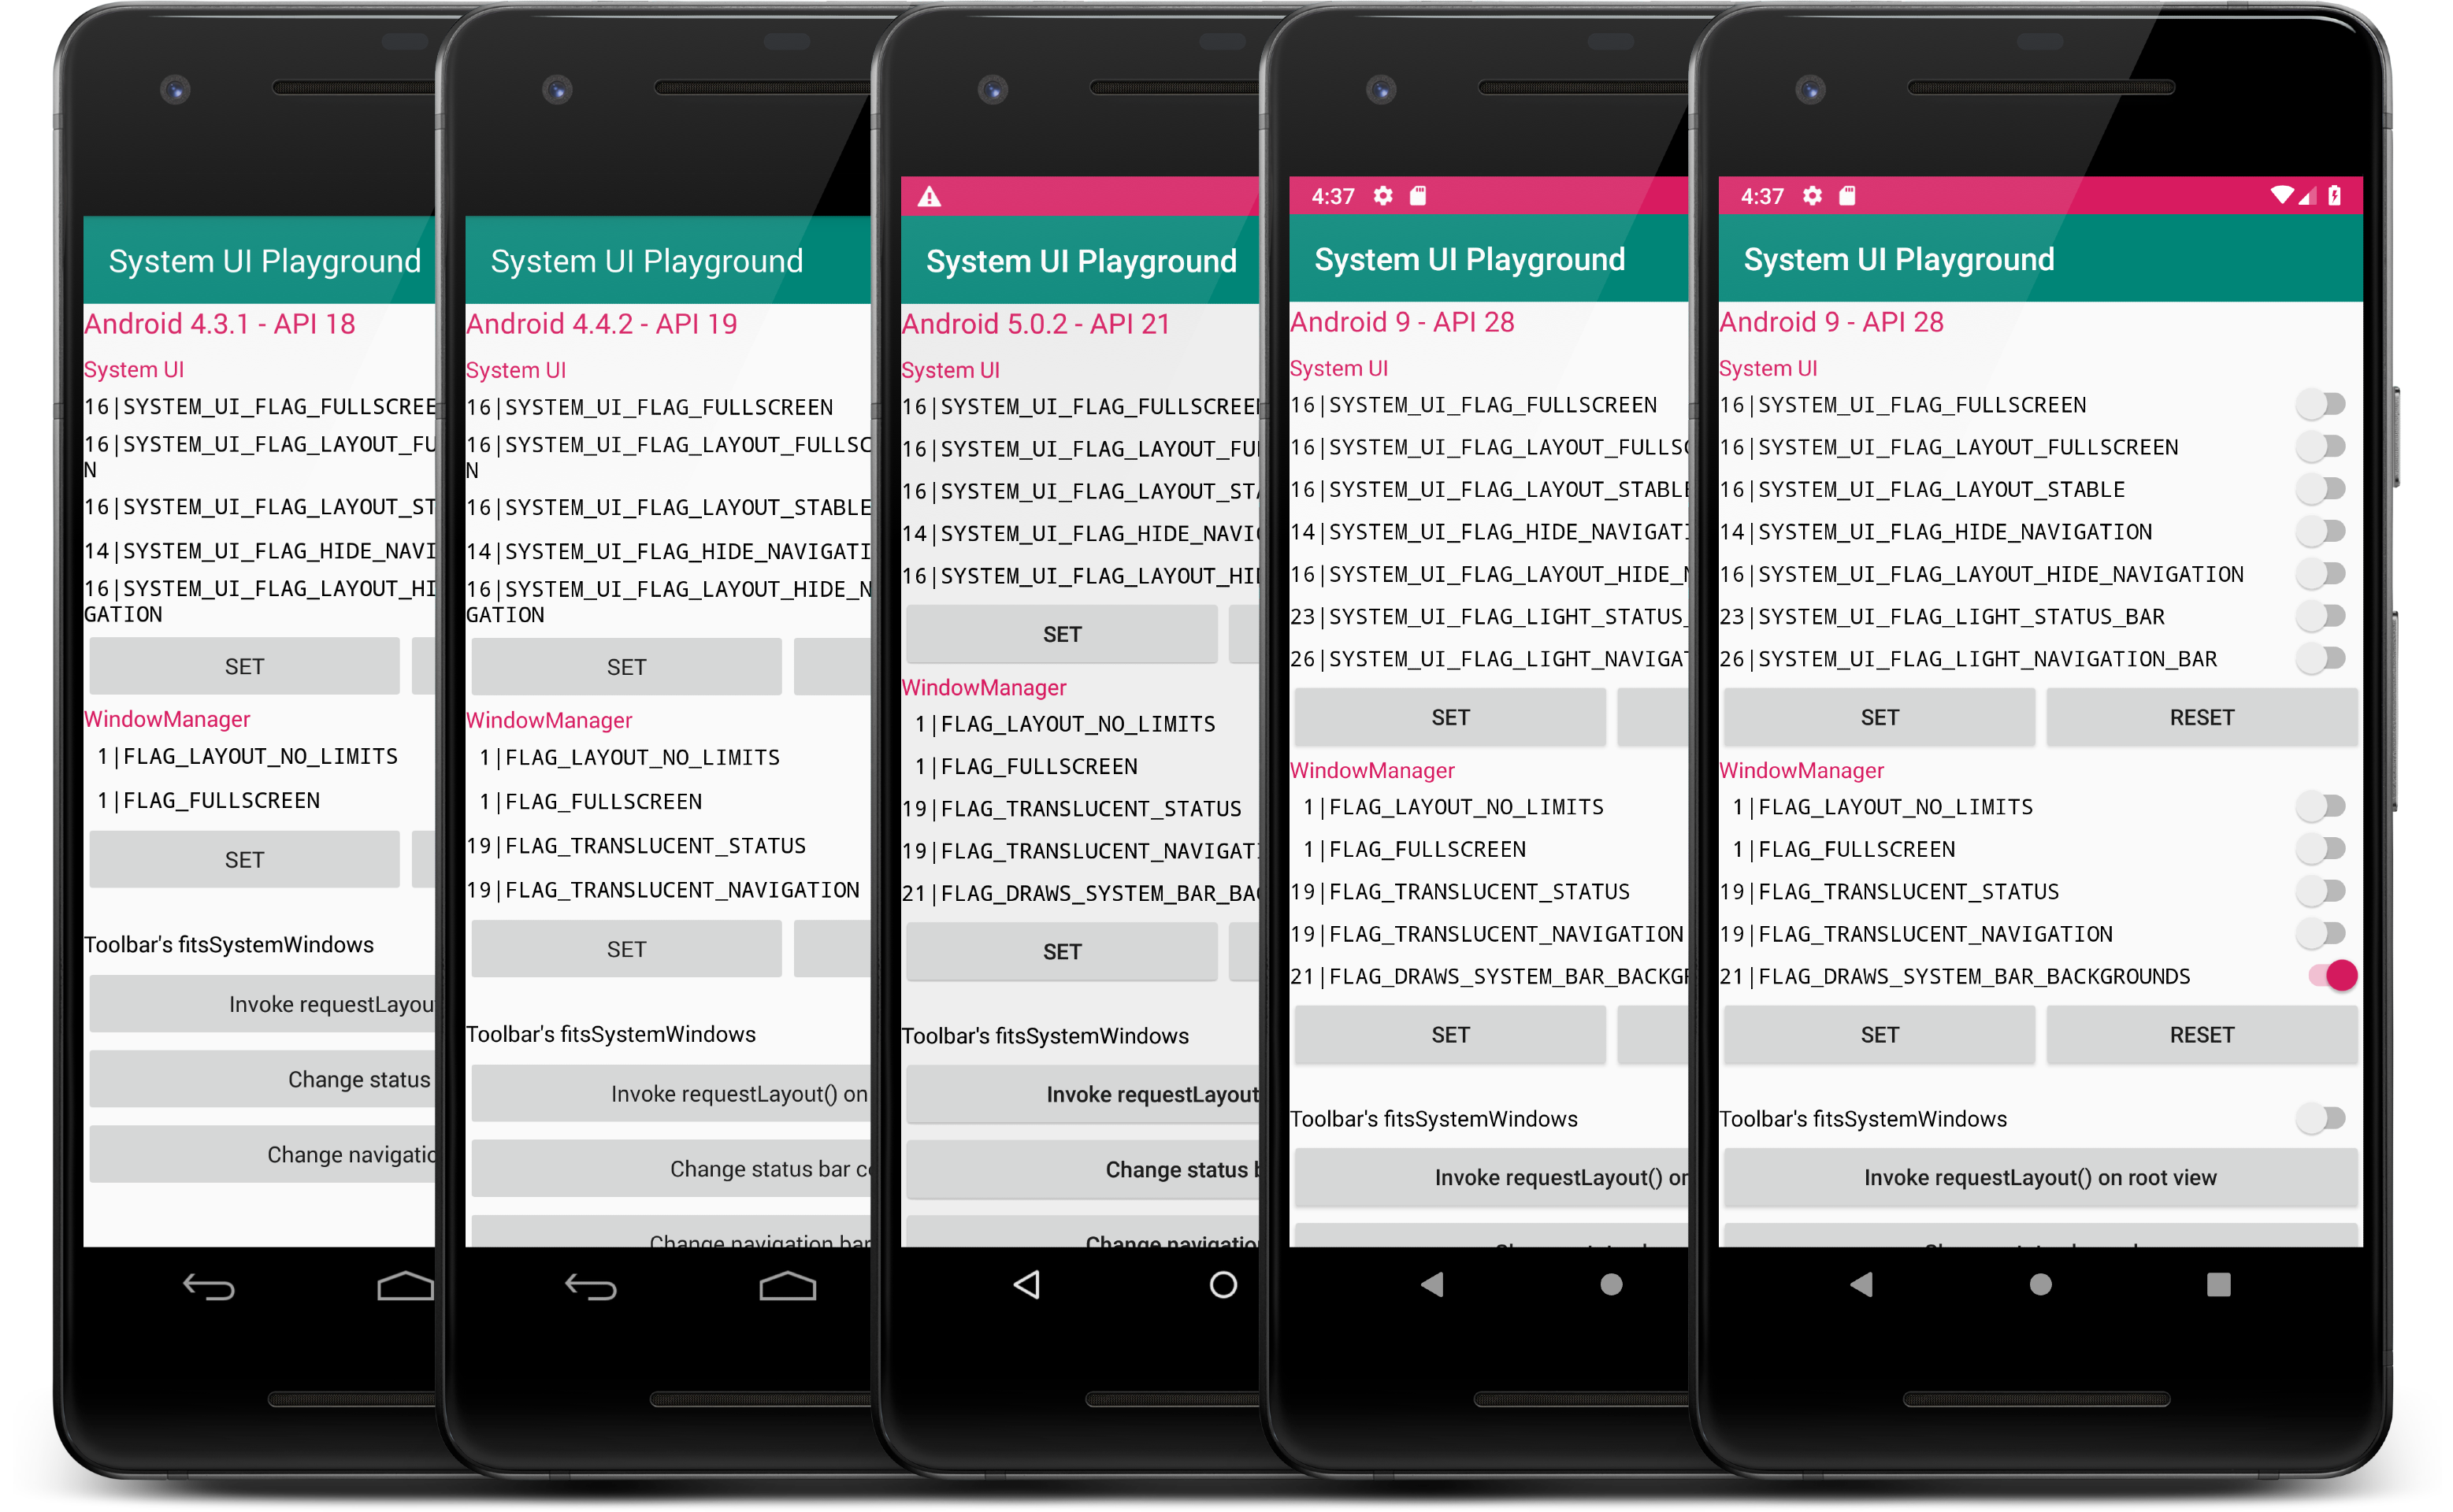 System UI Playground
Android 4.3.1 - API 18
System UI
16|SYSTEM_UI_FLAG_FULLSCREE
16|SYSTEM_UI_FLAG_LAYOUT_FU
N
16|SYSTEM_UI_FLAG_LAYOUT_ST
14|SYSTEM_UI_FLAG_HIDE_NAVI
16|SYSTEM_UI_FLAG_LAYOUT_HI
GATION
SET
WindowManager
1|FLAG_LAYOUT_NO_LIMITS
1|FLAG_FULLSCREEN
SET
Toolbar's fitsSystemWindows
Invoke requestLayou
Change status
Change navigatio
System UI Playground
Android 4.4.2 - API 19
System UI
16|SYSTEM_UI_FLAG_FULLSCREEN
16|SYSTEM_UI_FLAG_LAYOUT_FULLSC
N
16|SYSTEM_UI_FLAG_LAYOUT_STABLE
14|SYSTEM_UI_FLAG_HIDE_NAVIGATI
16|SYSTEM_UI_FLAG_LAYOUT_HIDE_N
GATION
SET
WindowManager
1|FLAG_LAYOUT_NO_LIMITS
1|FLAG_FULLSCREEN
19|FLAG_TRANSLUCENT_STATUS
19|FLAG_TRANSLUCENT_NAVIGATION
SET
Toolbar's fitsSystemWindows
Invoke requestLayout() on
Change status bar co
Change navigation bar
System UI Playground
Android 5.0.2 - API 21
System UI
16|SYSTEM_UI_FLAG_FULLSCREEN
16|SYSTEM_UI_FLAG_LAYOUT_FU
16|SYSTEM_UI_FLAG_LAYOUT_STA
14|SYSTEM_UI_FLAG_HIDE_NAVIG
16|SYSTEM_UI_FLAG_LAYOUT_HI
SET
WindowManager
1|FLAG_LAYOUT_NO_LIMITS
1|FLAG_FULLSCREEN
19|FLAG_TRANSLUCENT_STATUS
19|FLAG_TRANSLUCENT_NAVIGATI
21|FLAG_DRAWS_SYSTEM_BAR_BAC
SET
Toolbar's fitsSystemWindows
Invoke requestLayout
Change status b
Change navigation
4:37
System UI Playground
Android 9 - API 28
System UI
16|SYSTEM_UI_FLAG_FULLSCREEN
16|SYSTEM_UI_FLAG_LAYOUT_FULLSC
16|SYSTEM_UI_FLAG_LAYOUT_STABLE
14|SYSTEM_UI_FLAG_HIDE_NAVIGATI
16|SYSTEM_UI_FLAG_LAYOUT_HIDE_N
23|SYSTEM_UI_FLAG_LIGHT_STATUS_
26|SYSTEM_UI_FLAG_LIGHT_NAVIGAT
SET
WindowManager
1|FLAG_LAYOUT_NO_LIMITS
1|FLAG_FULLSCREEN
19|FLAG_TRANSLUCENT_STATUS
19|FLAG_TRANSLUCENT_NAVIGATION
21|FLAG_DRAWS_SYSTEM_BAR_BACKGR
SET
Toolbar's fitsSystemWindows
Invoke requestLayout() on
4:37
System UI Playground
Android 9 - API 28
System UI
16|SYSTEM_UI_FLAG_FULLSCREEN
16|SYSTEM_UI_FLAG_LAYOUT_FULLSCREEN
16|SYSTEM_UI_FLAG_LAYOUT_STABLE
14|SYSTEM_UI_FLAG_HIDE_NAVIGATION
16|SYSTEM_UI_FLAG_LAYOUT_HIDE_NAVIGATION
23|SYSTEM_UI_FLAG_LIGHT_STATUS_BAR
26|SYSTEM_UI_FLAG_LIGHT_NAVIGATION_BAR
SET RESET
WindowManager
1|FLAG_LAYOUT_NO_LIMITS
1|FLAG_FULLSCREEN
19|FLAG_TRANSLUCENT_STATUS
19|FLAG_TRANSLUCENT_NAVIGATION
21|FLAG_DRAWS_SYSTEM_BAR_BACKGROUNDS
SET RESET
Toolbar's fitsSystemWindows
Invoke requestLayout() on root view